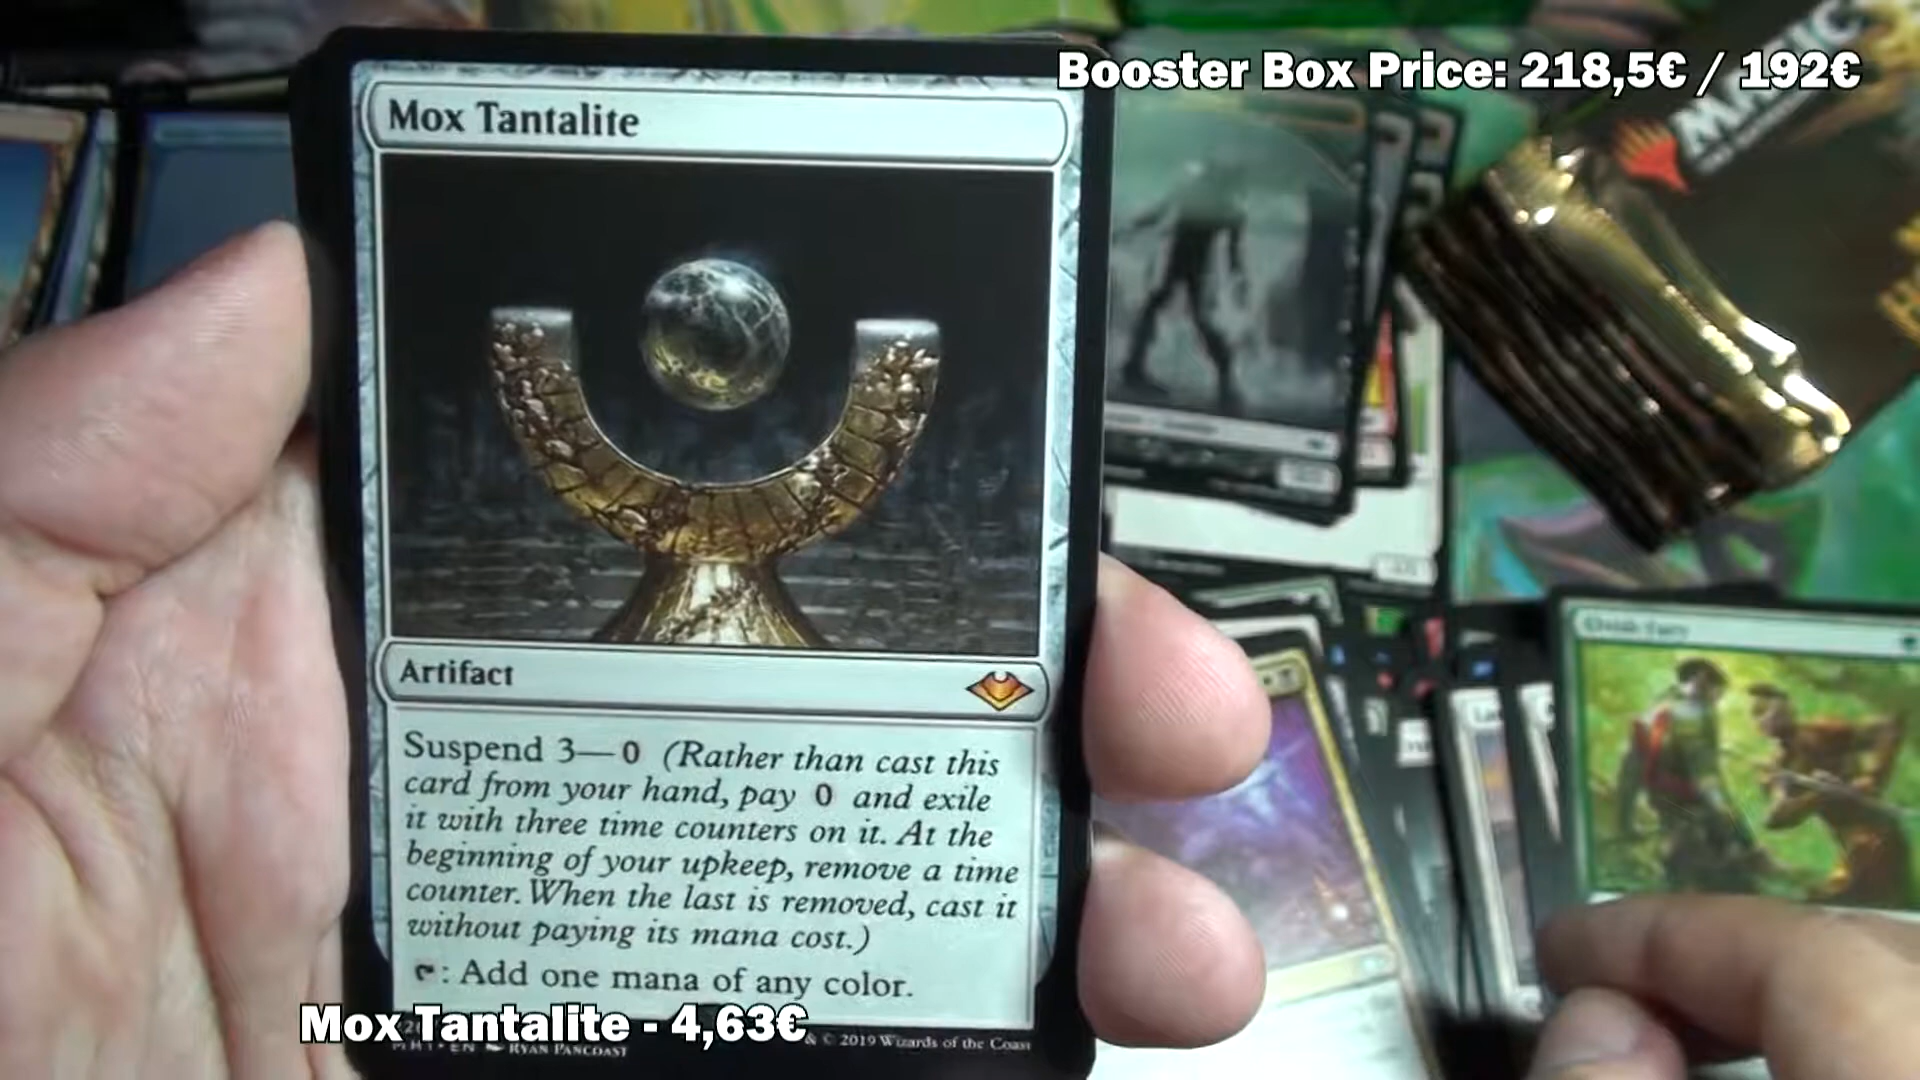 Booster Box Price: 218,5€ / 192€
MAGIC
Mox Tantalite
Artifact
Suspend 3—0 (Rather than cast this
card from your hand, pay 0 and exile
it with three time counters on it. At the
beginning of your upkeep, remove a time
counter. When the last is removed, cast it
without paying its mana cost.)
: Add one mana of any color.
Mox Tantalite - 4,63€
MH1 • EN RYAN PANCOAST
& © 2019 Wizards of the Coast